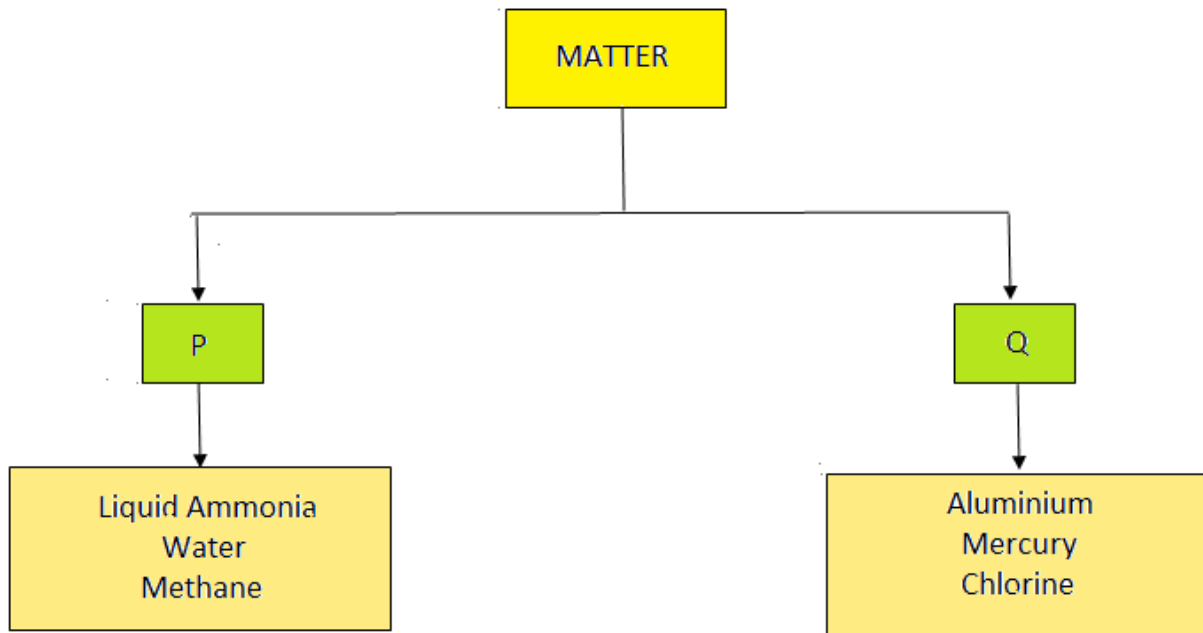 MATTER
P
Q
Liquid Ammonia
Water
Methane
Aluminium
Mercury
Chlorine